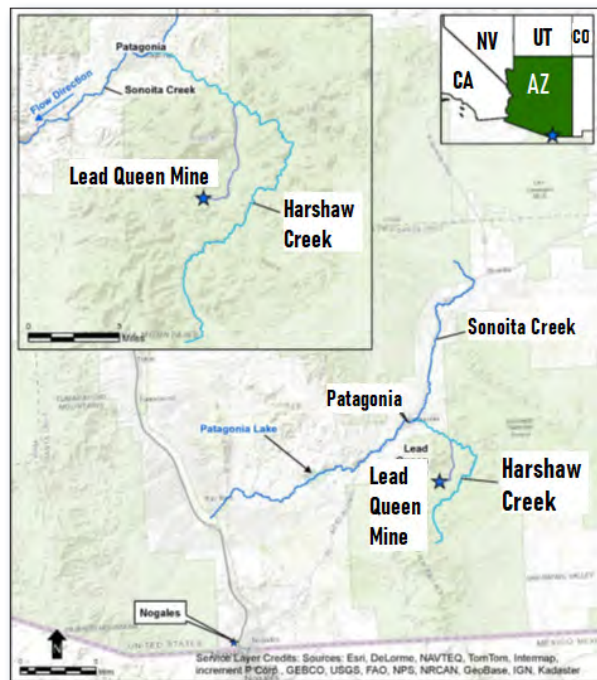 Patagonia
Flow Direction
Sonoita Creek
Lead Queen Mine
Harshaw
Creek
0
Miles
NV
UT
CO
CA
AZ
Sonoita Creek
Patagonia
Patagonia Lake
Lead
Lead
Queen
Mine
Harshaw
Creek
Nogales
N
UNITED STATES
Service Layer Credits: Sources: Esri, DeLorme, NAVTEQ, TomTom, Intermap,
increment P Corp., GEBCO, USGS, FAO, NPS, NRCAN, GeoBase, IGN, Kadaster